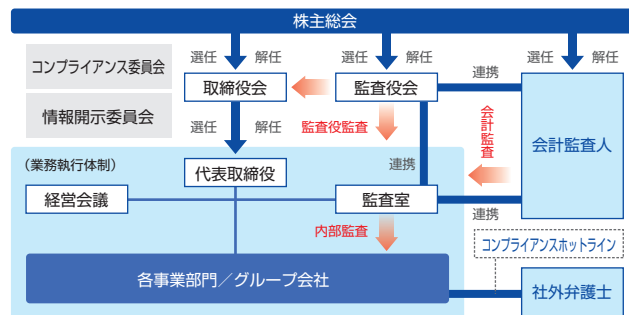 株主総会
選任 解任
選任 解任
選任 解任
コンプライアンス委員会
取締役会
監査役会
連携
情報開示委員会
選任 解任
監査役監査
会計監査
会計監査人
(業務執行体制)
代表取締役
連携
経営会議
監査室
連携
内部監査
コンプライアンスホットライン
各事業部門／グループ会社
社外弁護士